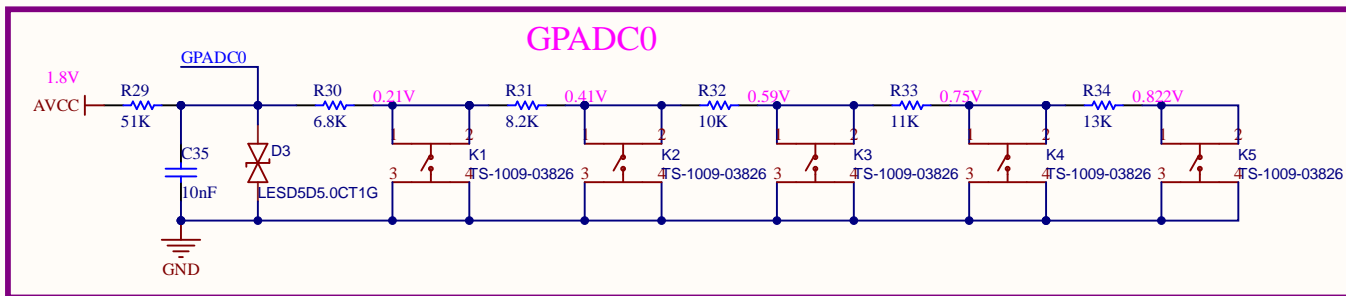 GPADC0
GPADC0
1.8V
AVCC
R29
51K
R30
6.8K
0.21V
R31
8.2K
0.41V
R32
10K
0.59V
R33
11K
0.75V
R34
13K
0.822V
C35
10nF
D3
LESD5D5.0CT1G
1 2
3 4
K1
TS-1009-03826
1 2
3 4
K2
TS-1009-03826
1 2
3 4
K3
TS-1009-03826
1 2
3 4
K4
TS-1009-03826
1 2
3 4
K5
TS-1009-03826
GND